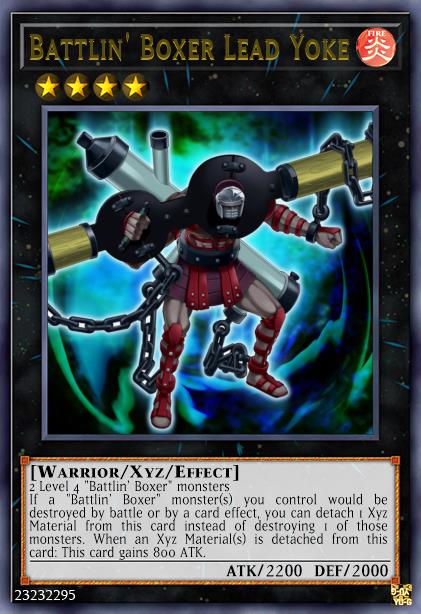 BATTLIN' BOXER LEAD YOKE
FIRE
炎
[WARRIOR/XYZ/EFFECT]
2 Level 4 "Battlin' Boxer" monsters
If a "Battlin' Boxer" monster(s) you control would be
destroyed by battle or by a card effect, you can detach 1 Xyz
Material from this card instead of destroying 1 of those
monsters. When an Xyz Material(s) is detached from this
card: This card gains 800 ATK.
ATK/2200 DEF/2000
23232295